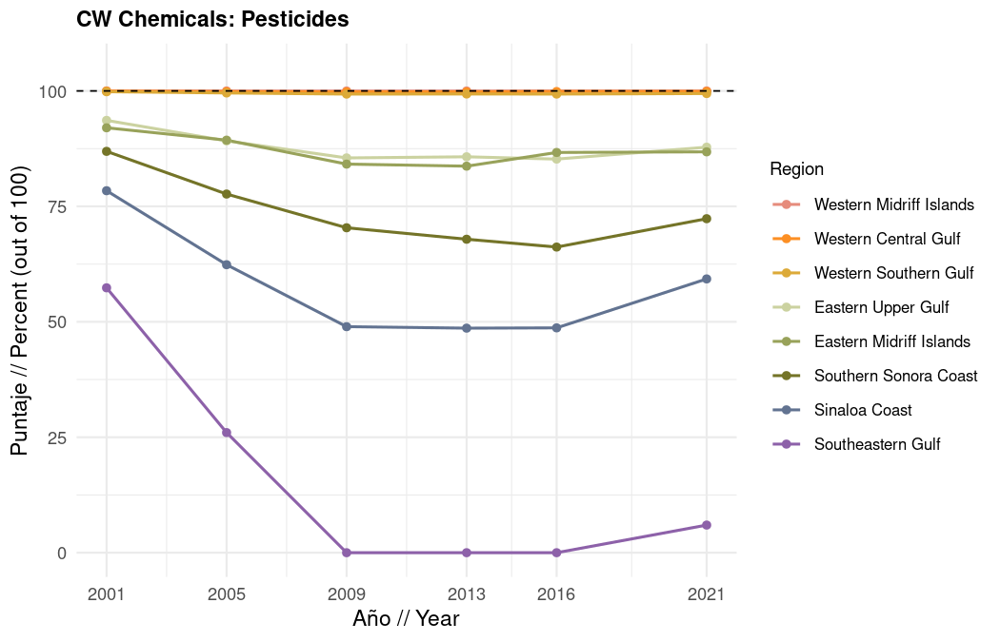 CW Chemicals: Pesticides
Puntaje // Percent (out of 100)
100
75
50
25
0
2001 2005 2009 2013 2016 2021
Año // Year
Region
Western Midriff Islands
Western Central Gulf
Western Southern Gulf
Eastern Upper Gulf
Eastern Midriff Islands
Southern Sonora Coast
Sinaloa Coast
Southeastern Gulf